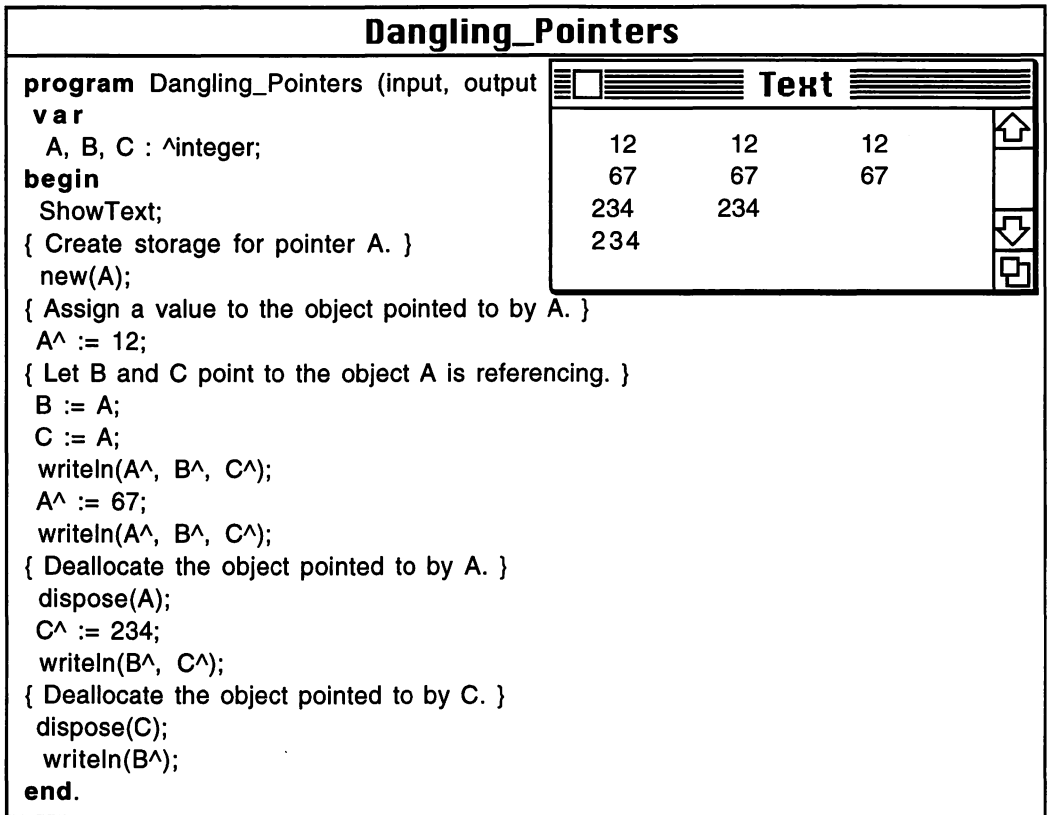 Dangling_Pointers
program Dangling_Pointers (input, output
var
A, B, C : ^integer;
begin
ShowText;
{ Create storage for pointer A. }
new(A);
{ Assign a value to the object pointed to by A. }
A^ := 12;
{ Let B and C point to the object A is referencing. }
B := A;
C := A;
writeln(A^, B^, C^);
A^ := 67;
writeln(A^, B^, C^);
{ Deallocate the object pointed to by A. }
dispose(A);
C^ := 234;
writeln(B^, C^);
{ Deallocate the object pointed to by C. }
dispose(C);
writeln(B^);
end.
Text
12 12 12
67 67 67
234 234
234